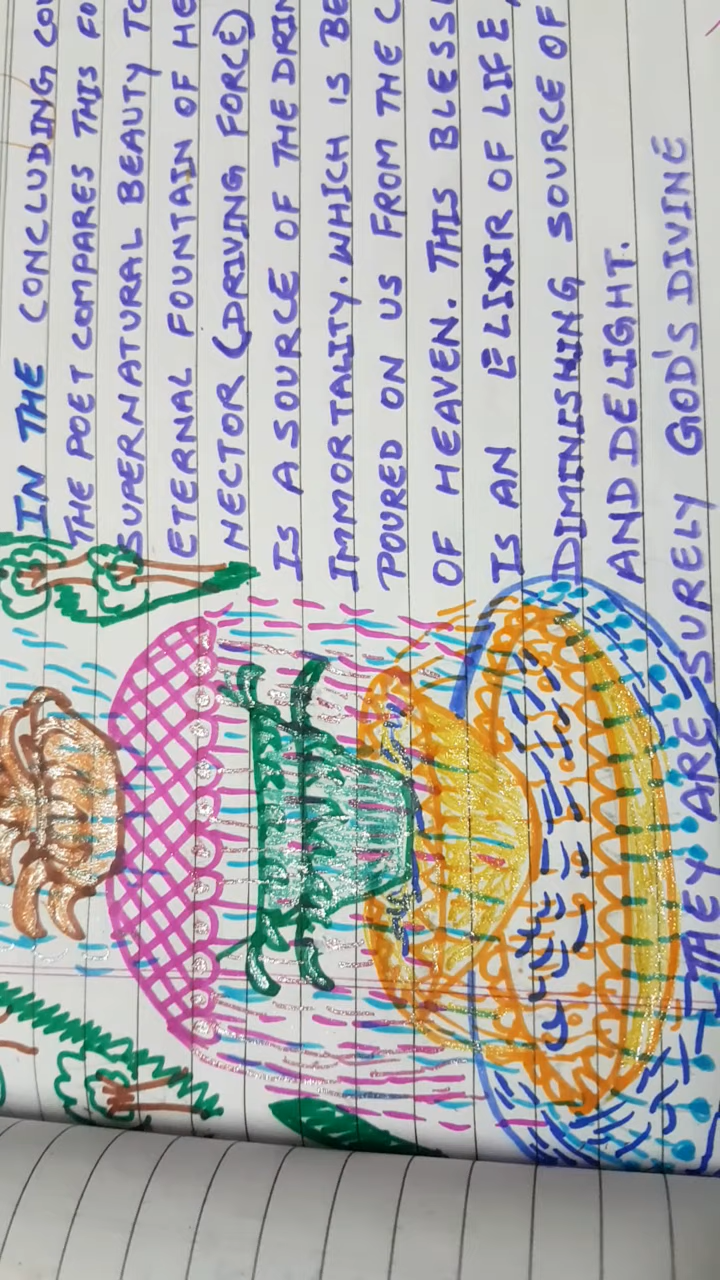 IN THE CONCLUDING
THE POET COMPARES THIS
SUPERNATURAL BEAUTY TO
ETERNAL FOUNTAIN OF
NECTOR (DRIVING FORCE)
IS A SOURCE OF THE
IMMORTALITY. WHICH IS
POURED ON US FROM THE
OF HEAVEN. THIS
IS AN ELIXIR OF LIFE,
DIMINISHING SOURCE OF
AND DELIGHT.
THEY ARE SURELY GOD'S DIVINE